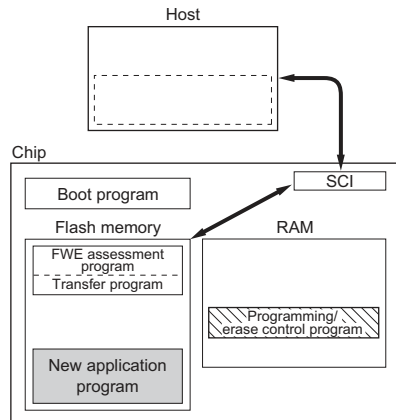 Host
Chip
SCI
Boot program
Flash memory
RAM
FWE assessment
program
Transfer program
Programming/
erase control program
New application
program